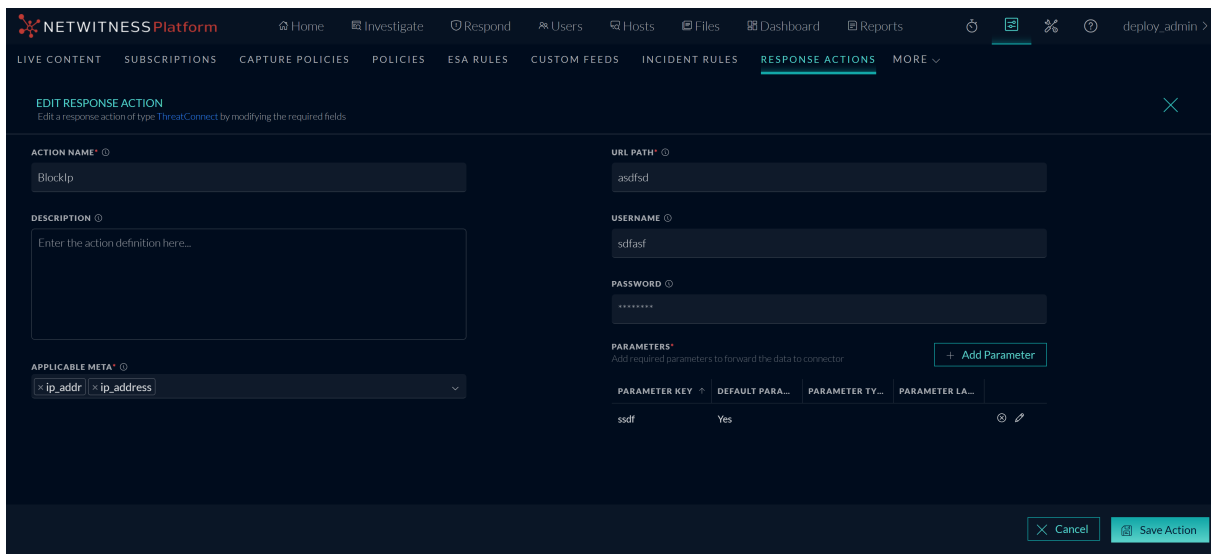 NETWITNESS Platform Home Investigate Respond Users Hosts Files Dashboard Reports deploy_admin >
LIVE CONTENT SUBSCRIPTIONS CAPTURE POLICIES POLICIES ESA RULES CUSTOM FEEDS INCIDENT RULES RESPONSE ACTIONS MORE
EDIT RESPONSE ACTION
Edit a response action of type ThreatConnect by modifying the required fields
ACTION NAME*
BlockIp
DESCRIPTION
Enter the action definition here...
APPLICABLE META*
× ip_addr × ip_address
URL PATH*
asdfsd
USERNAME
sdfasf
PASSWORD
********
PARAMETERS*
Add required parameters to forward the data to connector
+ Add Parameter
PARAMETER KEY ↑ DEFAULT PARA... PARAMETER TY... PARAMETER LA...
ssdf Yes
Cancel Save Action